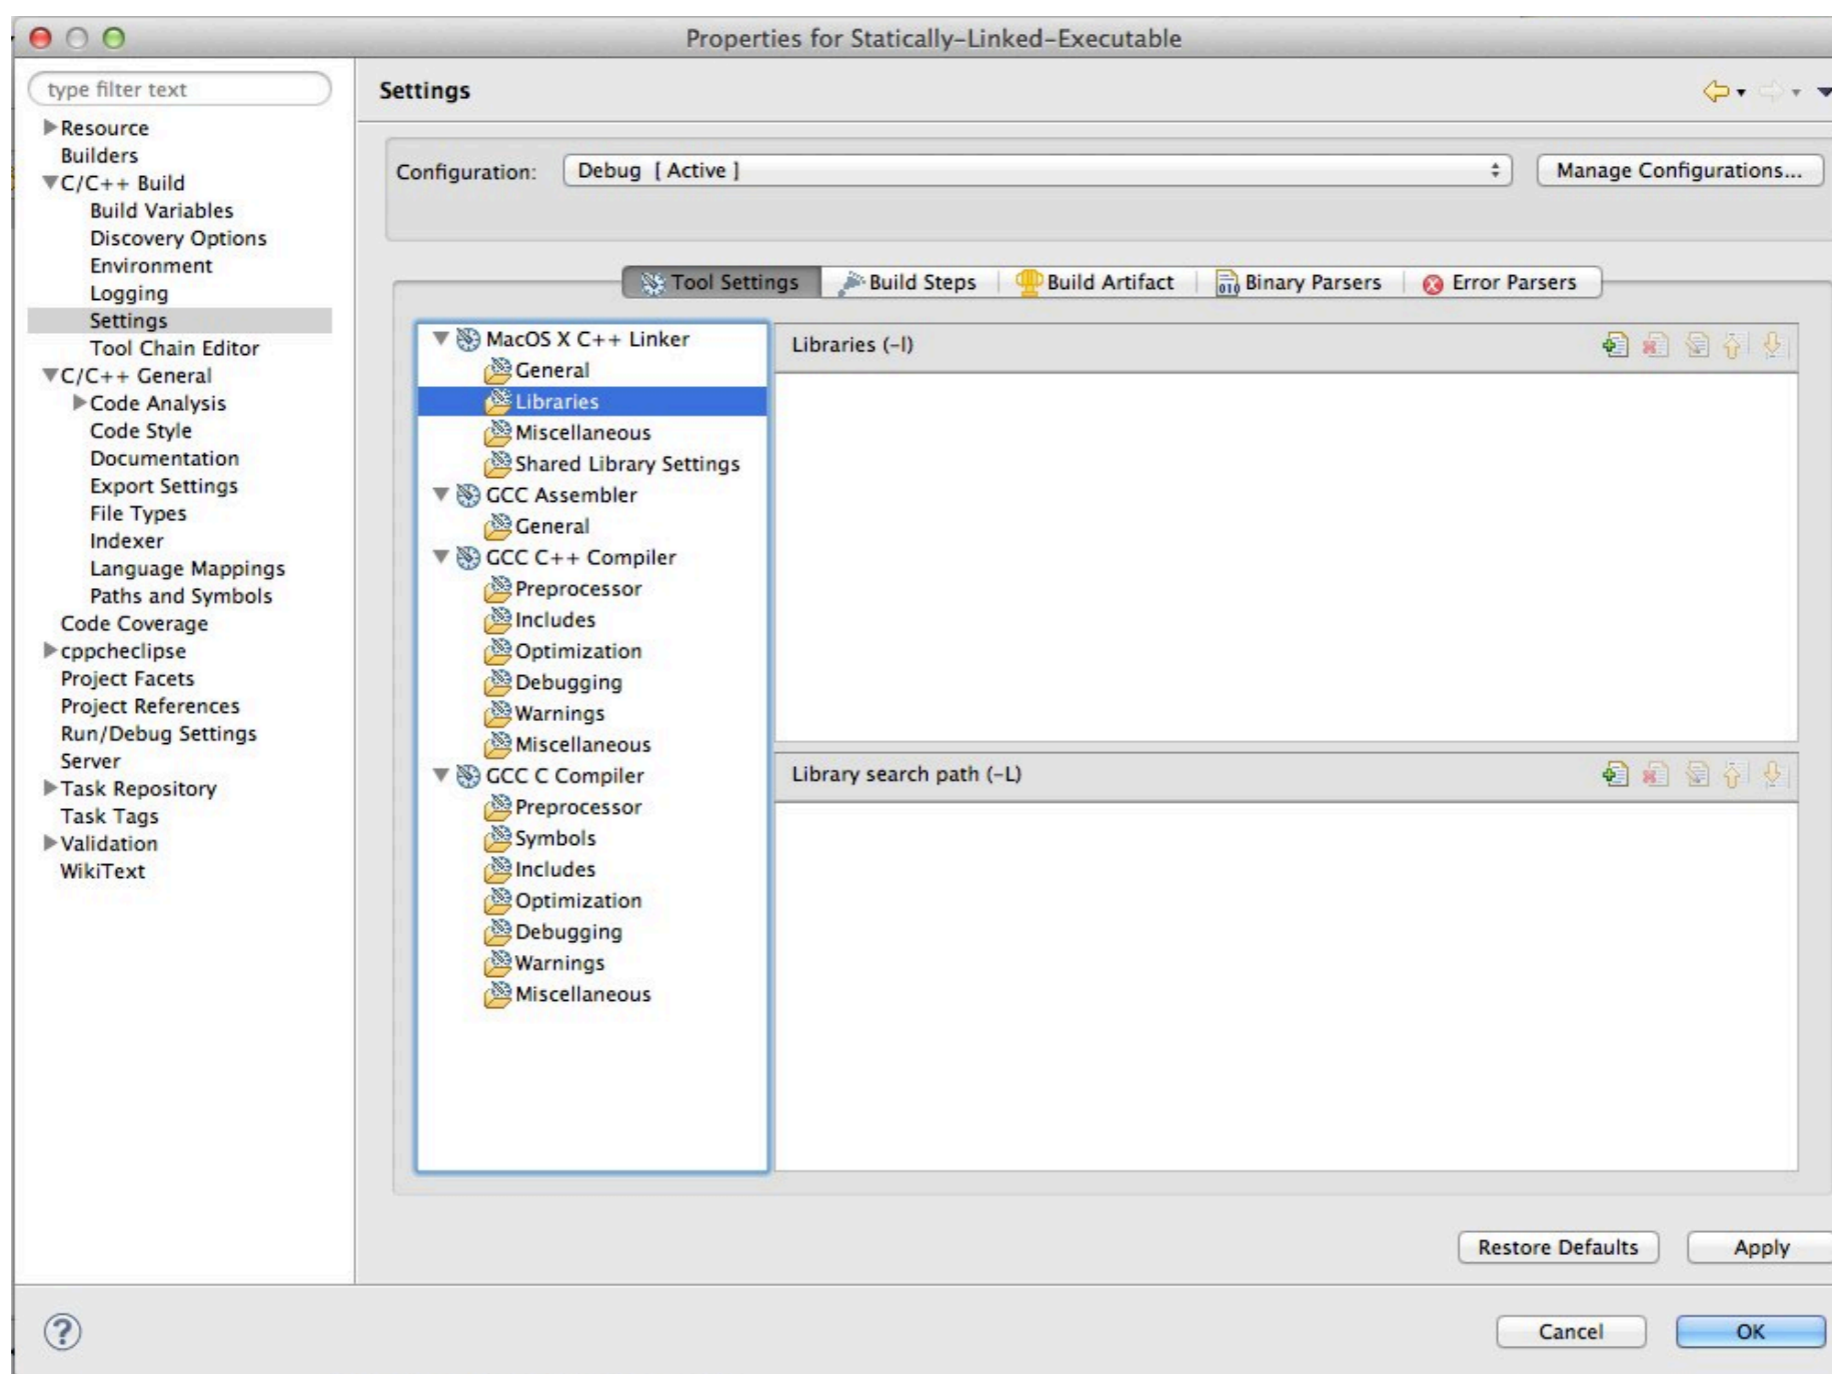 Properties for Statically-Linked-Executable
type filter text
Resource
Builders
C/C++ Build
Build Variables
Discovery Options
Environment
Logging
Settings
Tool Chain Editor
C/C++ General
Code Analysis
Code Style
Documentation
Export Settings
File Types
Indexer
Language Mappings
Paths and Symbols
Code Coverage
cppcheclipse
Project Facets
Project References
Run/Debug Settings
Server
Task Repository
Task Tags
Validation
WikiText
Settings
Configuration: Debug [ Active ] Manage Configurations...
Tool Settings Build Steps Build Artifact Binary Parsers Error Parsers
MacOS X C++ Linker
General
Libraries
Miscellaneous
Shared Library Settings
GCC Assembler
General
GCC C++ Compiler
Preprocessor
Includes
Optimization
Debugging
Warnings
Miscellaneous
GCC C Compiler
Preprocessor
Symbols
Includes
Optimization
Debugging
Warnings
Miscellaneous
Libraries (-l)
Library search path (-L)
Restore Defaults Apply
? Cancel OK